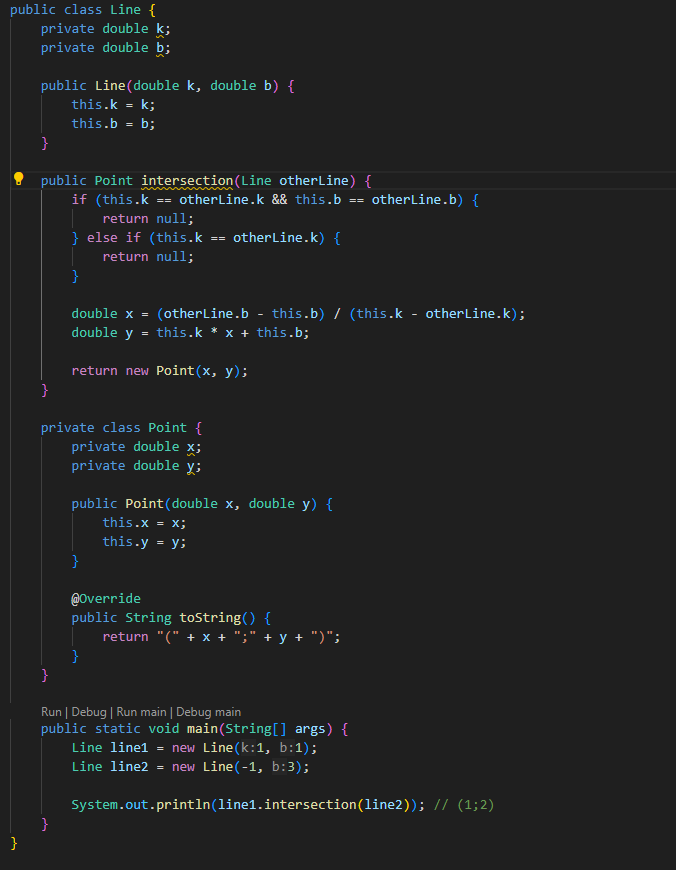 public class Line {
    private double k;
    private double b;

    public Line(double k, double b) {
        this.k = k;
        this.b = b;
    }

    public Point intersection(Line otherLine) {
        if (this.k == otherLine.k && this.b == otherLine.b) {
            return null;
        } else if (this.k == otherLine.k) {
            return null;
        }

        double x = (otherLine.b - this.b) / (this.k - otherLine.k);
        double y = this.k * x + this.b;

        return new Point(x, y);
    }

    private class Point {
        private double x;
        private double y;

        public Point(double x, double y) {
            this.x = x;
            this.y = y;
        }

        @Override
        public String toString() {
            return "(" + x + ";" + y + ")";
        }
    }

    Run | Debug | Run main | Debug main
    public static void main(String[] args) {
        Line line1 = new Line(k:1, b:1);
        Line line2 = new Line(-1, b:3);

        System.out.println(line1.intersection(line2)); // (1;2)
    }
}